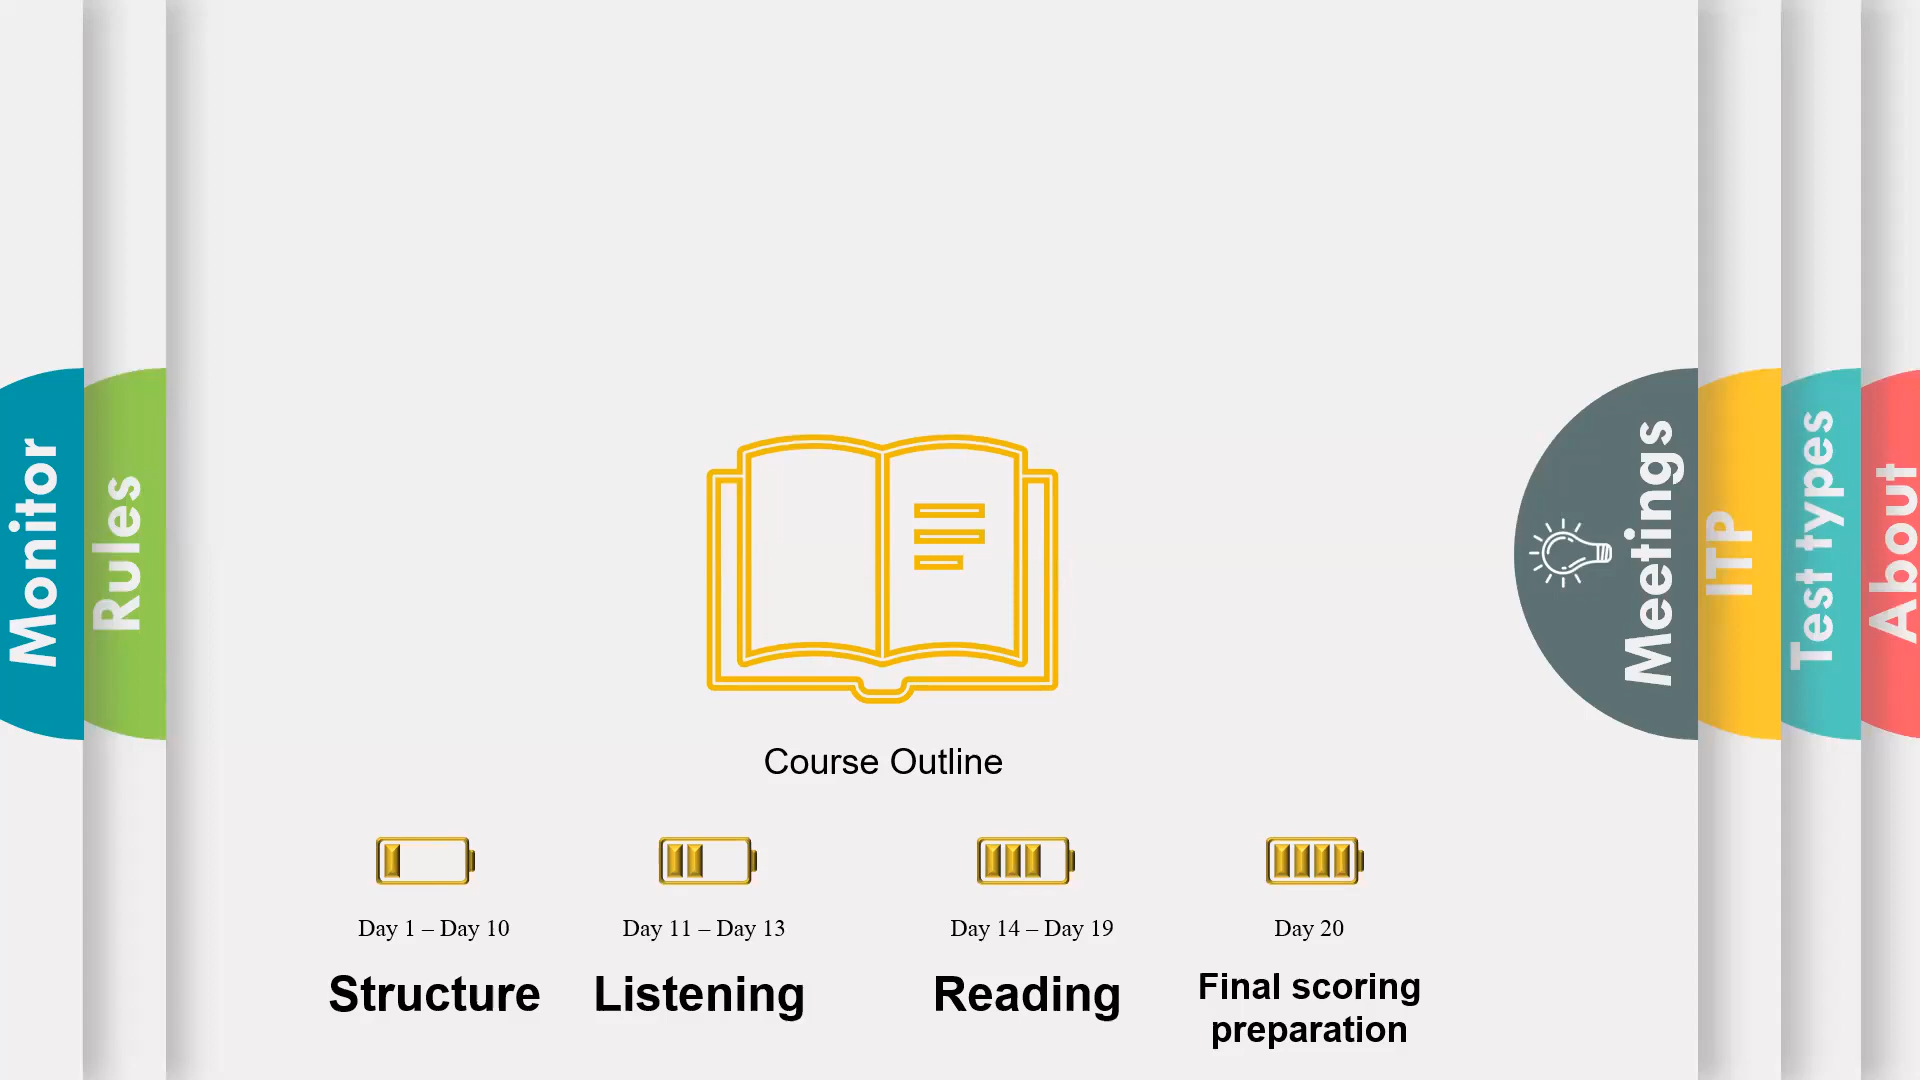 Monitor
Rules
Course Outline
Day 1 – Day 10
Structure
Day 11 – Day 13
Listening
Day 14 – Day 19
Reading
Day 20
Final scoring
preparation
Meetings
ITP
Test types
About